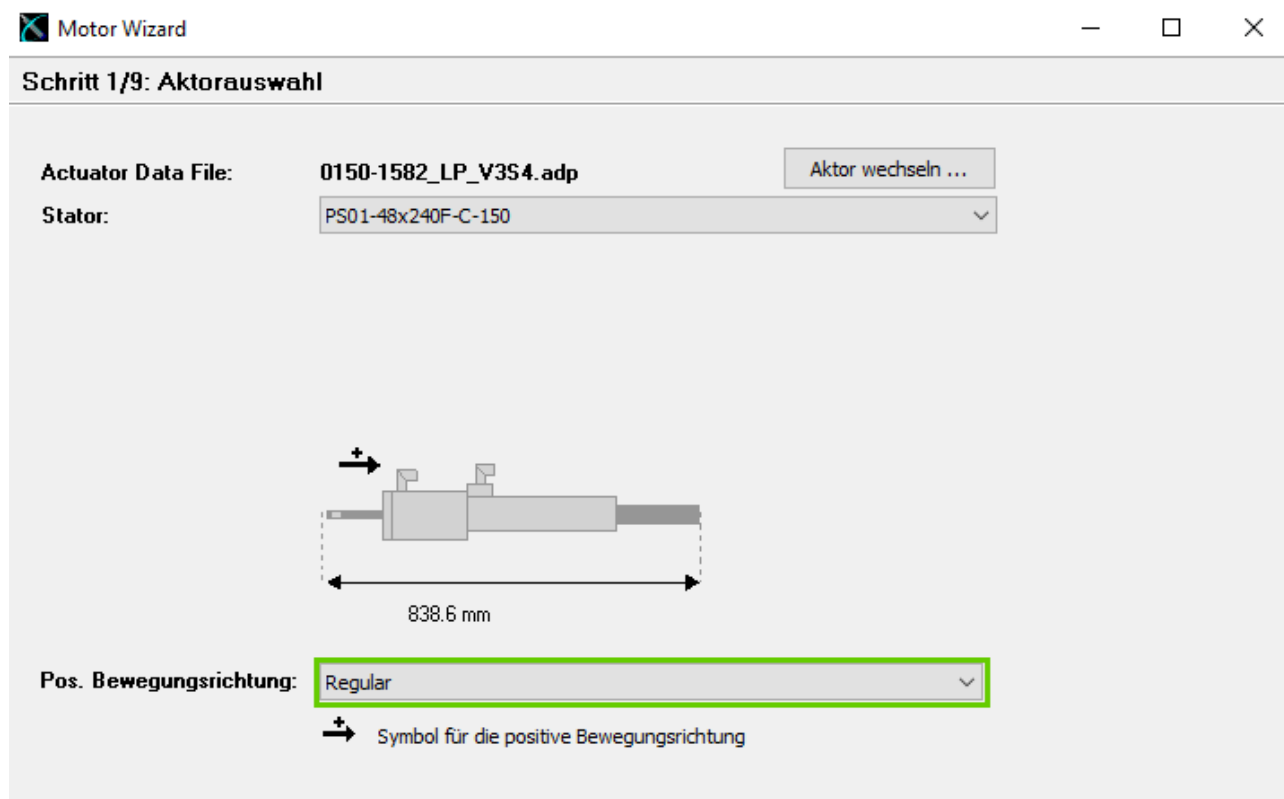 Motor Wizard
Schritt 1/9: Aktorauswahl
Actuator Data File: 0150-1582_LP_V3S4.adp Aktor wechseln ...
Stator: PS01-48x240F-C-150
+
838.6 mm
Pos. Bewegungsrichtung: Regular
+ Symbol für die positive Bewegungsrichtung